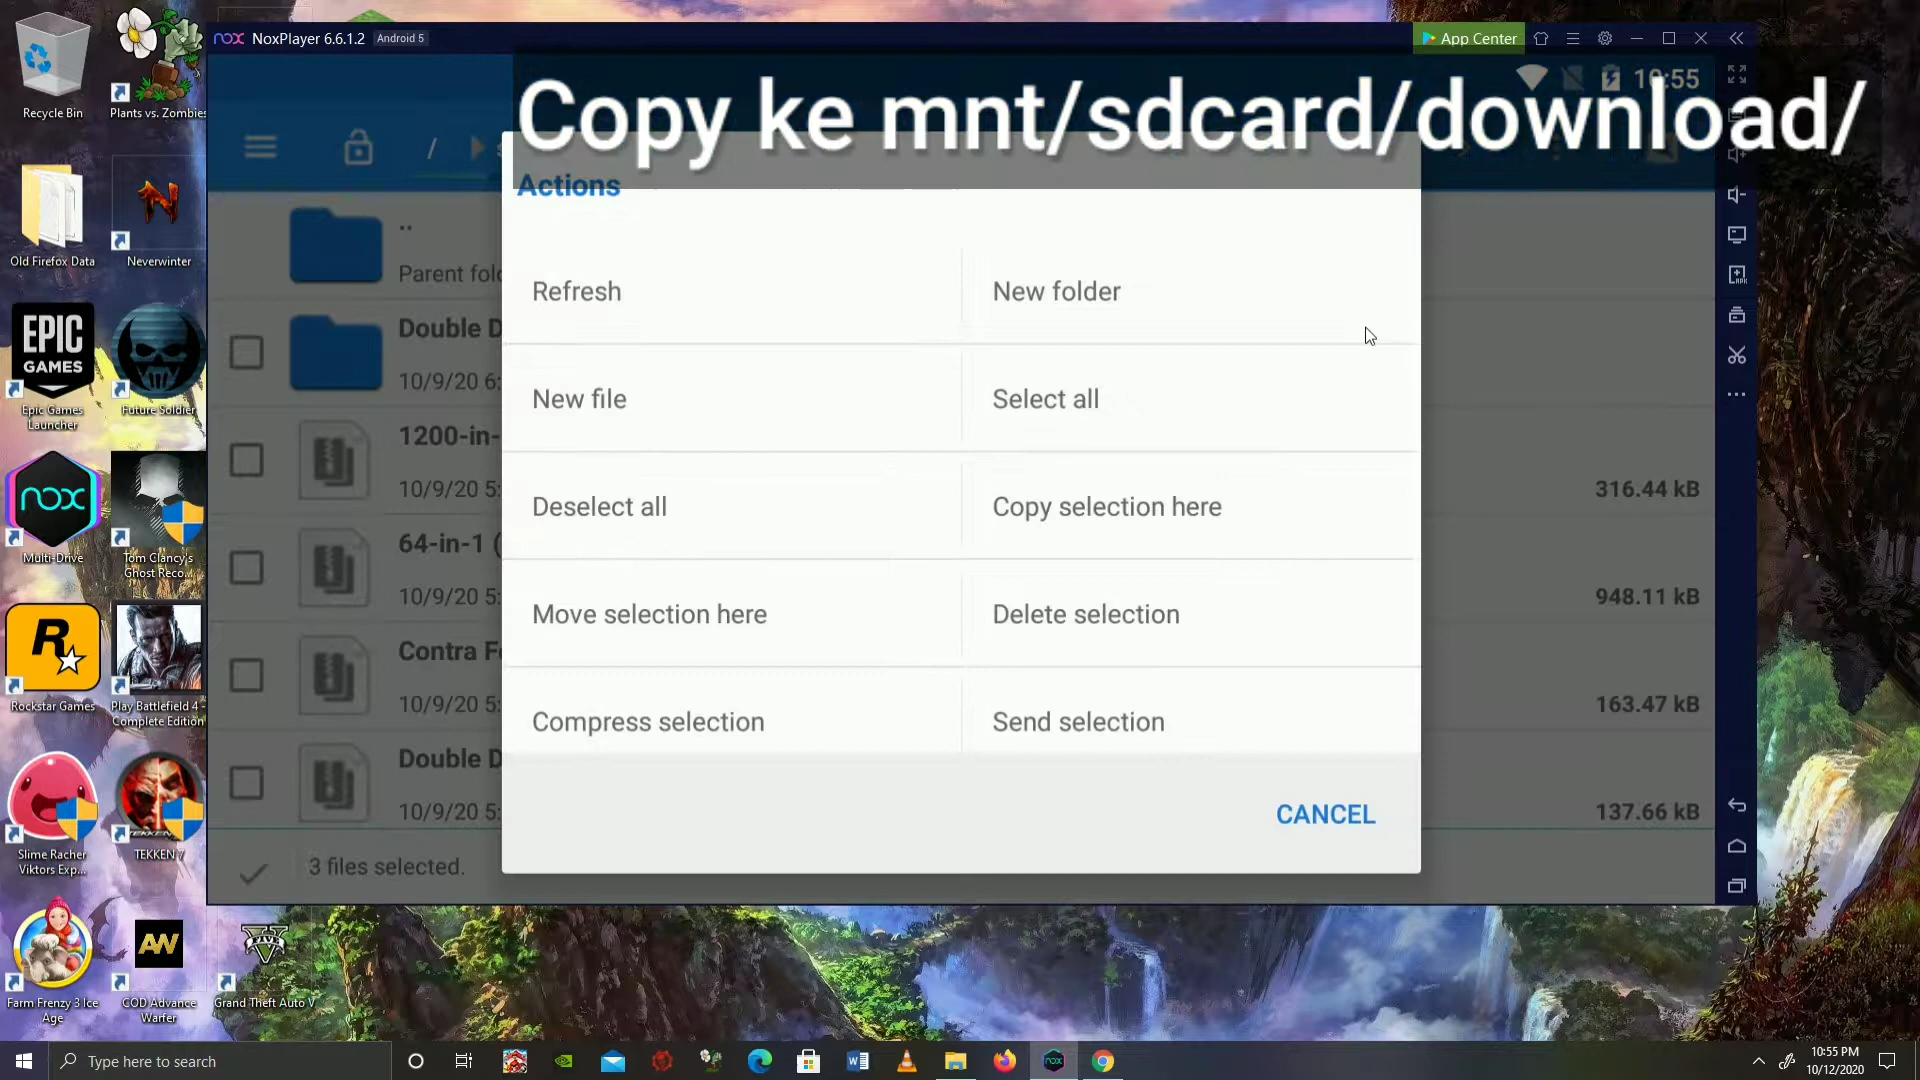 nox NoxPlayer 6.6.1.2 Android 5
App Center
Copy ke mnt/sdcard/download/
10:55
/
Actions
Refresh
New folder
New file
Select all
Deselect all
Copy selection here
Move selection here
Delete selection
Compress selection
Send selection
CANCEL
..
Parent fold
Double D
10/9/20 6:
1200-in-
10/9/20 5:
316.44 kB
64-in-1 (
10/9/20 5:
948.11 kB
Contra F
10/9/20 5:
163.47 kB
Double D
10/9/20 5:
137.66 kB
3 files selected.
Recycle Bin
Plants vs. Zombies
Old Firefox Data
Neverwinter
EPIC
GAMES
Epic Games
Launcher
Future Soldier
nox
Multi-Drive
Tom Clancy's
Ghost Reco...
R
Rockstar Games
Play Battlefield 4 -
Complete Edition
Slime Racher
Viktors Exp...
TEKKEN 7
Farm Frenzy 3 Ice
Age
AW
COD Advance
Warfer
V
FIVE
Grand Theft Auto V
Type here to search
10:55 PM
10/12/2020